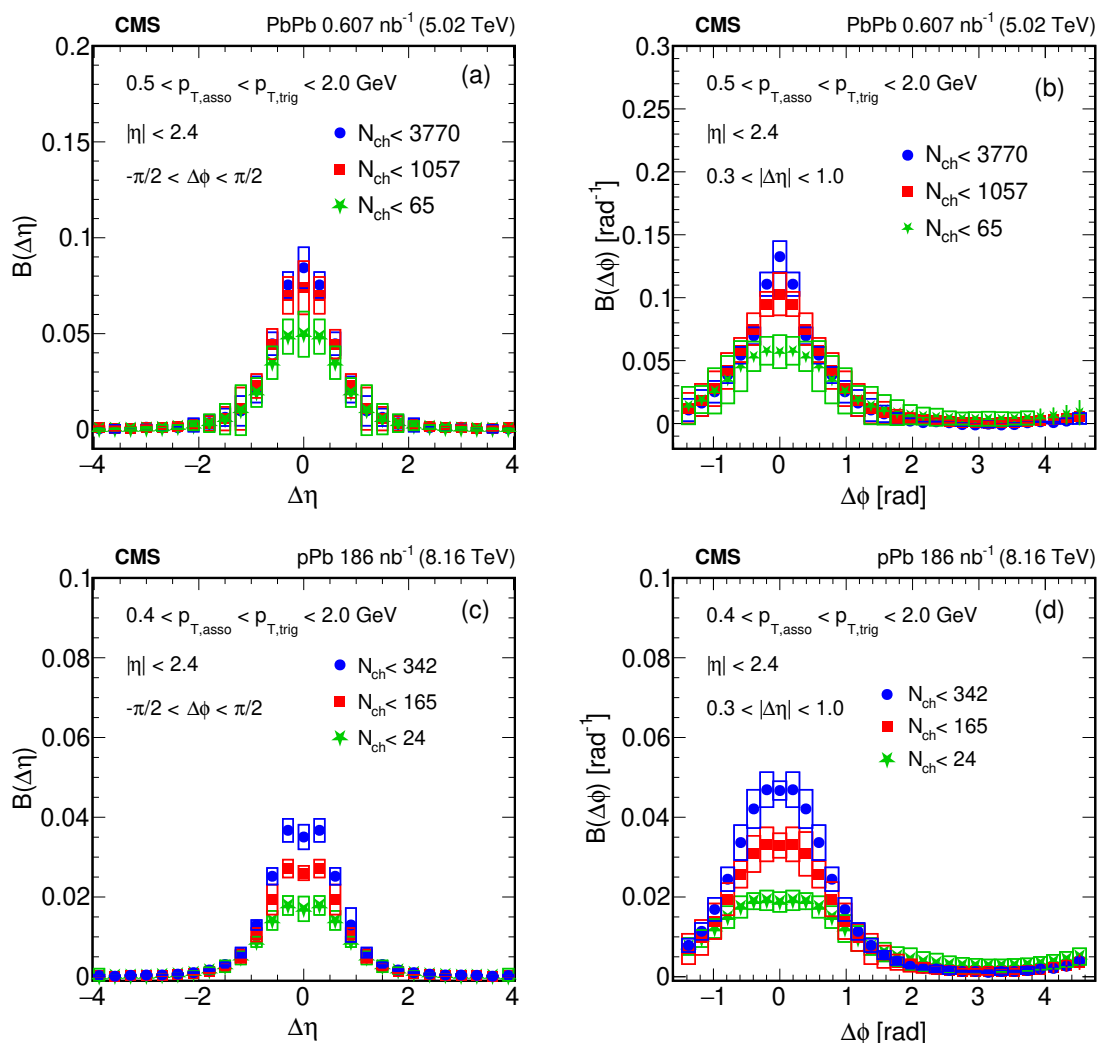 CMS PbPb 0.607 nb⁻¹ (5.02 TeV)
(a)
0.5 < p_T,asso < p_T,trig < 2.0 GeV
|η| < 2.4
-π/2 < Δϕ < π/2
N_ch < 3770
N_ch < 1057
N_ch < 65
B(Δη)
0.2
0.15
0.1
0.05
0
−4 −2 0 2 4
Δη
CMS PbPb 0.607 nb⁻¹ (5.02 TeV)
(b)
0.5 < p_T,asso < p_T,trig < 2.0 GeV
|η| < 2.4
0.3 < |Δη| < 1.0
N_ch < 3770
N_ch < 1057
N_ch < 65
B(Δϕ) [rad⁻¹]
0.3
0.25
0.2
0.15
0.1
0.05
0
−1 0 1 2 3 4
Δϕ [rad]
CMS pPb 186 nb⁻¹ (8.16 TeV)
(c)
0.4 < p_T,asso < p_T,trig < 2.0 GeV
|η| < 2.4
-π/2 < Δϕ < π/2
N_ch < 342
N_ch < 165
N_ch < 24
B(Δη)
0.1
0.08
0.06
0.04
0.02
0
−4 −2 0 2 4
Δη
CMS pPb 186 nb⁻¹ (8.16 TeV)
(d)
0.4 < p_T,asso < p_T,trig < 2.0 GeV
|η| < 2.4
0.3 < |Δη| < 1.0
N_ch < 342
N_ch < 165
N_ch < 24
B(Δϕ) [rad⁻¹]
0.1
0.08
0.06
0.04
0.02
0
−1 0 1 2 3 4
Δϕ [rad]